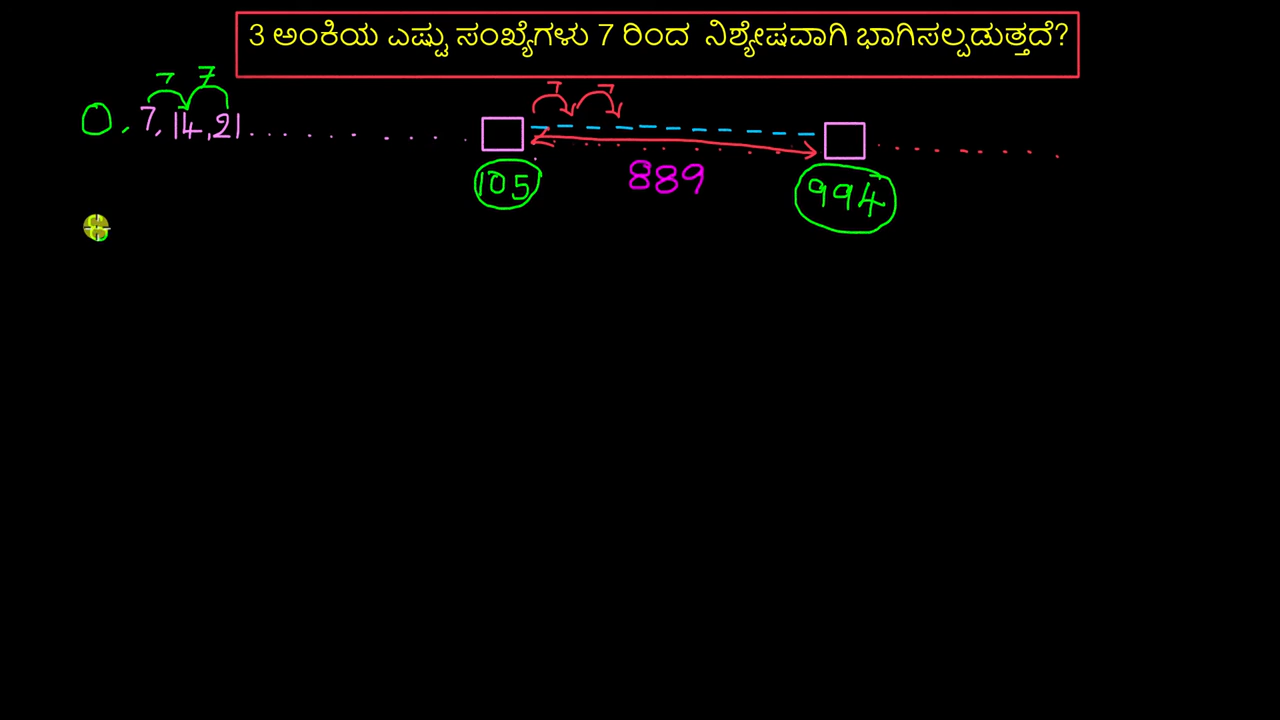 3 ಅಂಕಿಯ ಎಷ್ಟು ಸಂಖ್ಯೆಗಳು 7 ರಿಂದ ನಿಶ್ಯೇಷವಾಗಿ ಭಾಗಿಸಲ್ಪಡುತ್ತದೆ?
7 7 7 7
0, 7, 14, 21
105 889 994